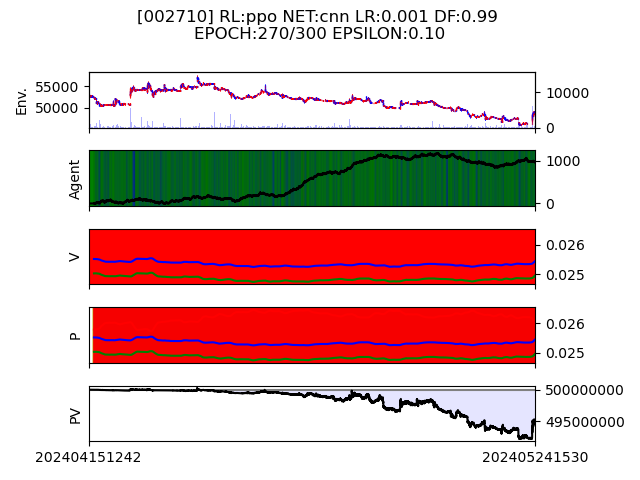 [002710] RL:ppo NET:cnn LR:0.001 DF:0.99
EPOCH:270/300 EPSILON:0.10
Env.
55000
50000
10000
0
Agent
1000
0
V
0.026
0.025
P
0.026
0.025
PV
500000000
495000000
202404151242
202405241530